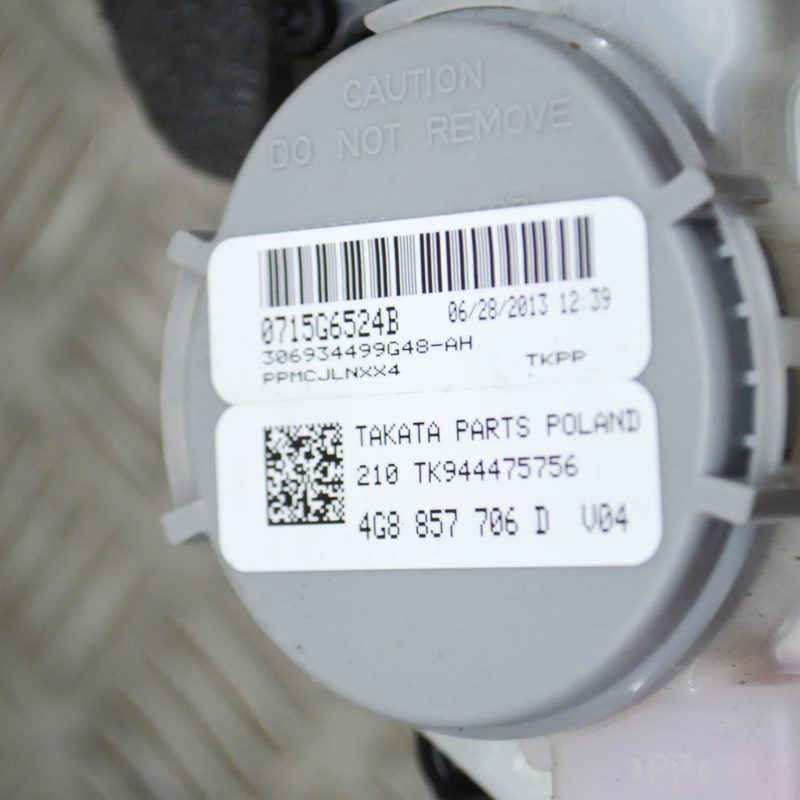 CAUTION
DO NOT REMOVE
0715G6524B 06/28/2013 12:39
306934499G48-AH
PPMCJLNXX4 TKPP
TAKATA PARTS POLAND
210 TK944475756
4G8 857 706 D V04
>PP<